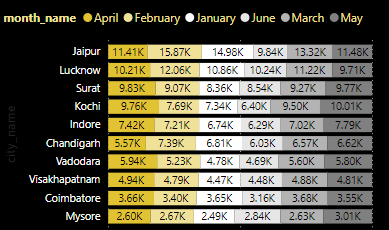 month_name April February January June March May
Jaipur 11.41K 15.87K 14.98K 9.84K 13.32K 11.48K
Lucknow 10.21K 12.06K 10.86K 10.24K 11.22K 9.71K
Surat 9.83K 9.07K 8.36K 8.54K 9.27K 9.77K
Kochi 9.76K 7.69K 7.34K 6.40K 9.50K 10.01K
Indore 7.42K 7.21K 6.74K 6.29K 7.02K 7.79K
Chandigarh 5.57K 7.39K 6.81K 6.03K 6.57K 6.62K
Vadodara 5.94K 5.23K 4.78K 4.69K 5.60K 5.80K
Visakhapatnam 4.94K 4.79K 4.47K 4.48K 4.88K 4.81K
Coimbatore 3.66K 3.40K 3.65K 3.16K 3.68K 3.55K
Mysore 2.60K 2.67K 2.49K 2.84K 2.63K 3.01K
city_name